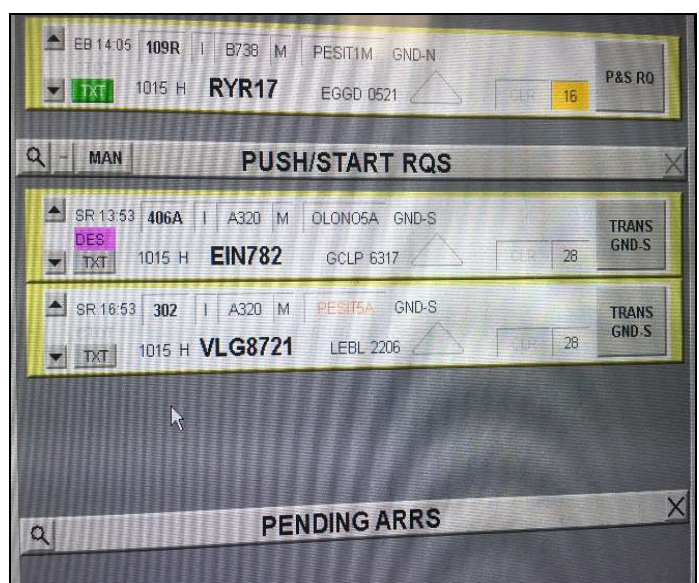 EB 14:05 109R I B738 M PESIT1M GND-N
TXT 1015 H RYR17 EGGD 0521 CLR 16 P&S RQ
- MAN PUSH/START RQS X
SR 13:53 406A I A320 M OLONO5A GND-S TRANS
DES GND-S
TXT 1015 H EIN782 GCLP 6317 CLR 28
SR 16:53 302 I A320 M PESIT5A GND-S TRANS
GND-S
TXT 1015 H VLG8721 LEBL 2206 CLR 28
PENDING ARRS X